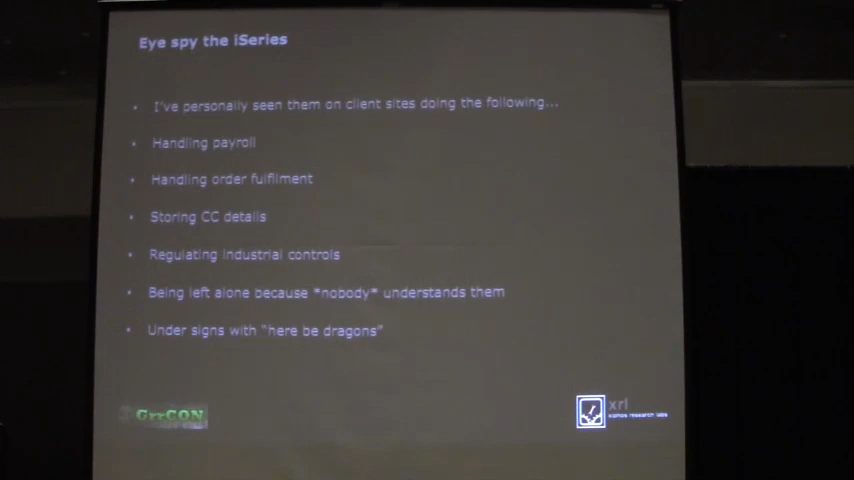 Eye spy the iSeries
• I've personally seen them on client sites doing the following...
• Handling payroll
• Handling order fulfilment
• Storing CC details
• Regulating industrial controls
• Being left alone because *nobody* understands them
• Under signs with "here be dragons"
GrrCON
xrl
research labs